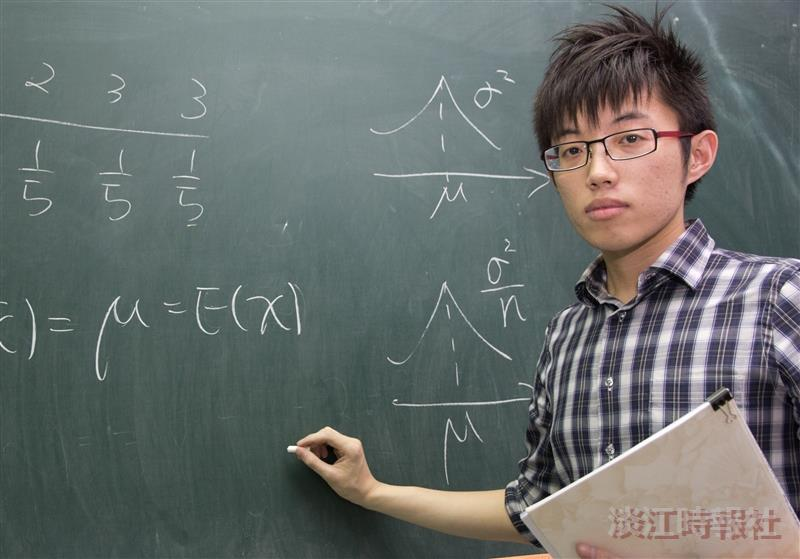 2 3 3
1/5 1/5 1/5
) = μ = E(x)
σ²
μ
σ²/n
μ
淡江時報社